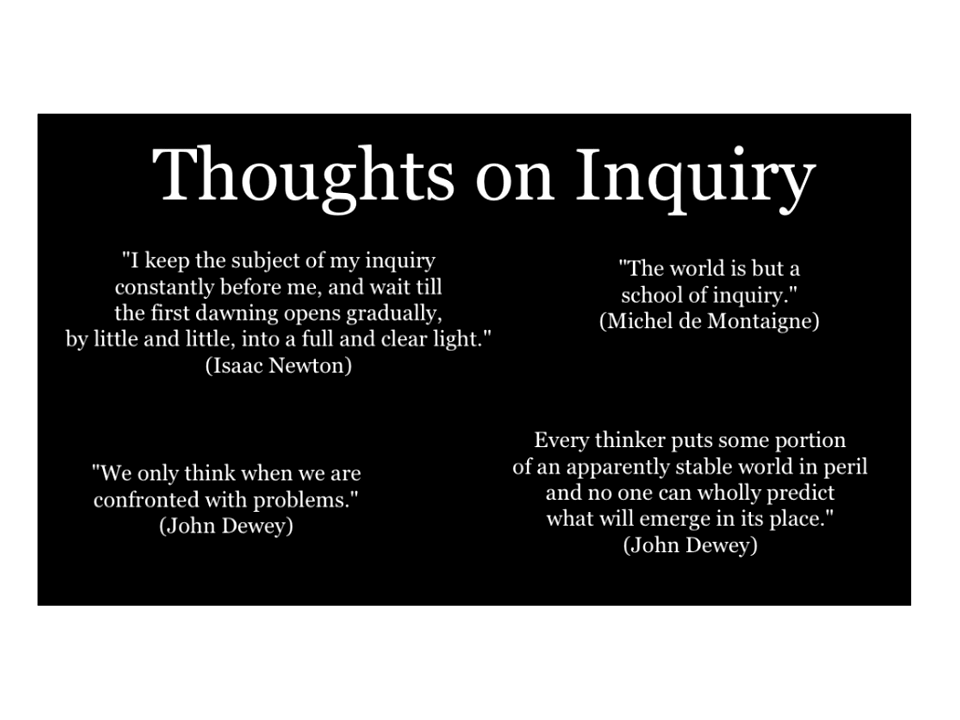 Thoughts on Inquiry
"I keep the subject of my inquiry
constantly before me, and wait till
the first dawning opens gradually,
by little and little, into a full and clear light."
(Isaac Newton)
"The world is but a
school of inquiry."
(Michel de Montaigne)
"We only think when we are
confronted with problems."
(John Dewey)
Every thinker puts some portion
of an apparently stable world in peril
and no one can wholly predict
what will emerge in its place."
(John Dewey)